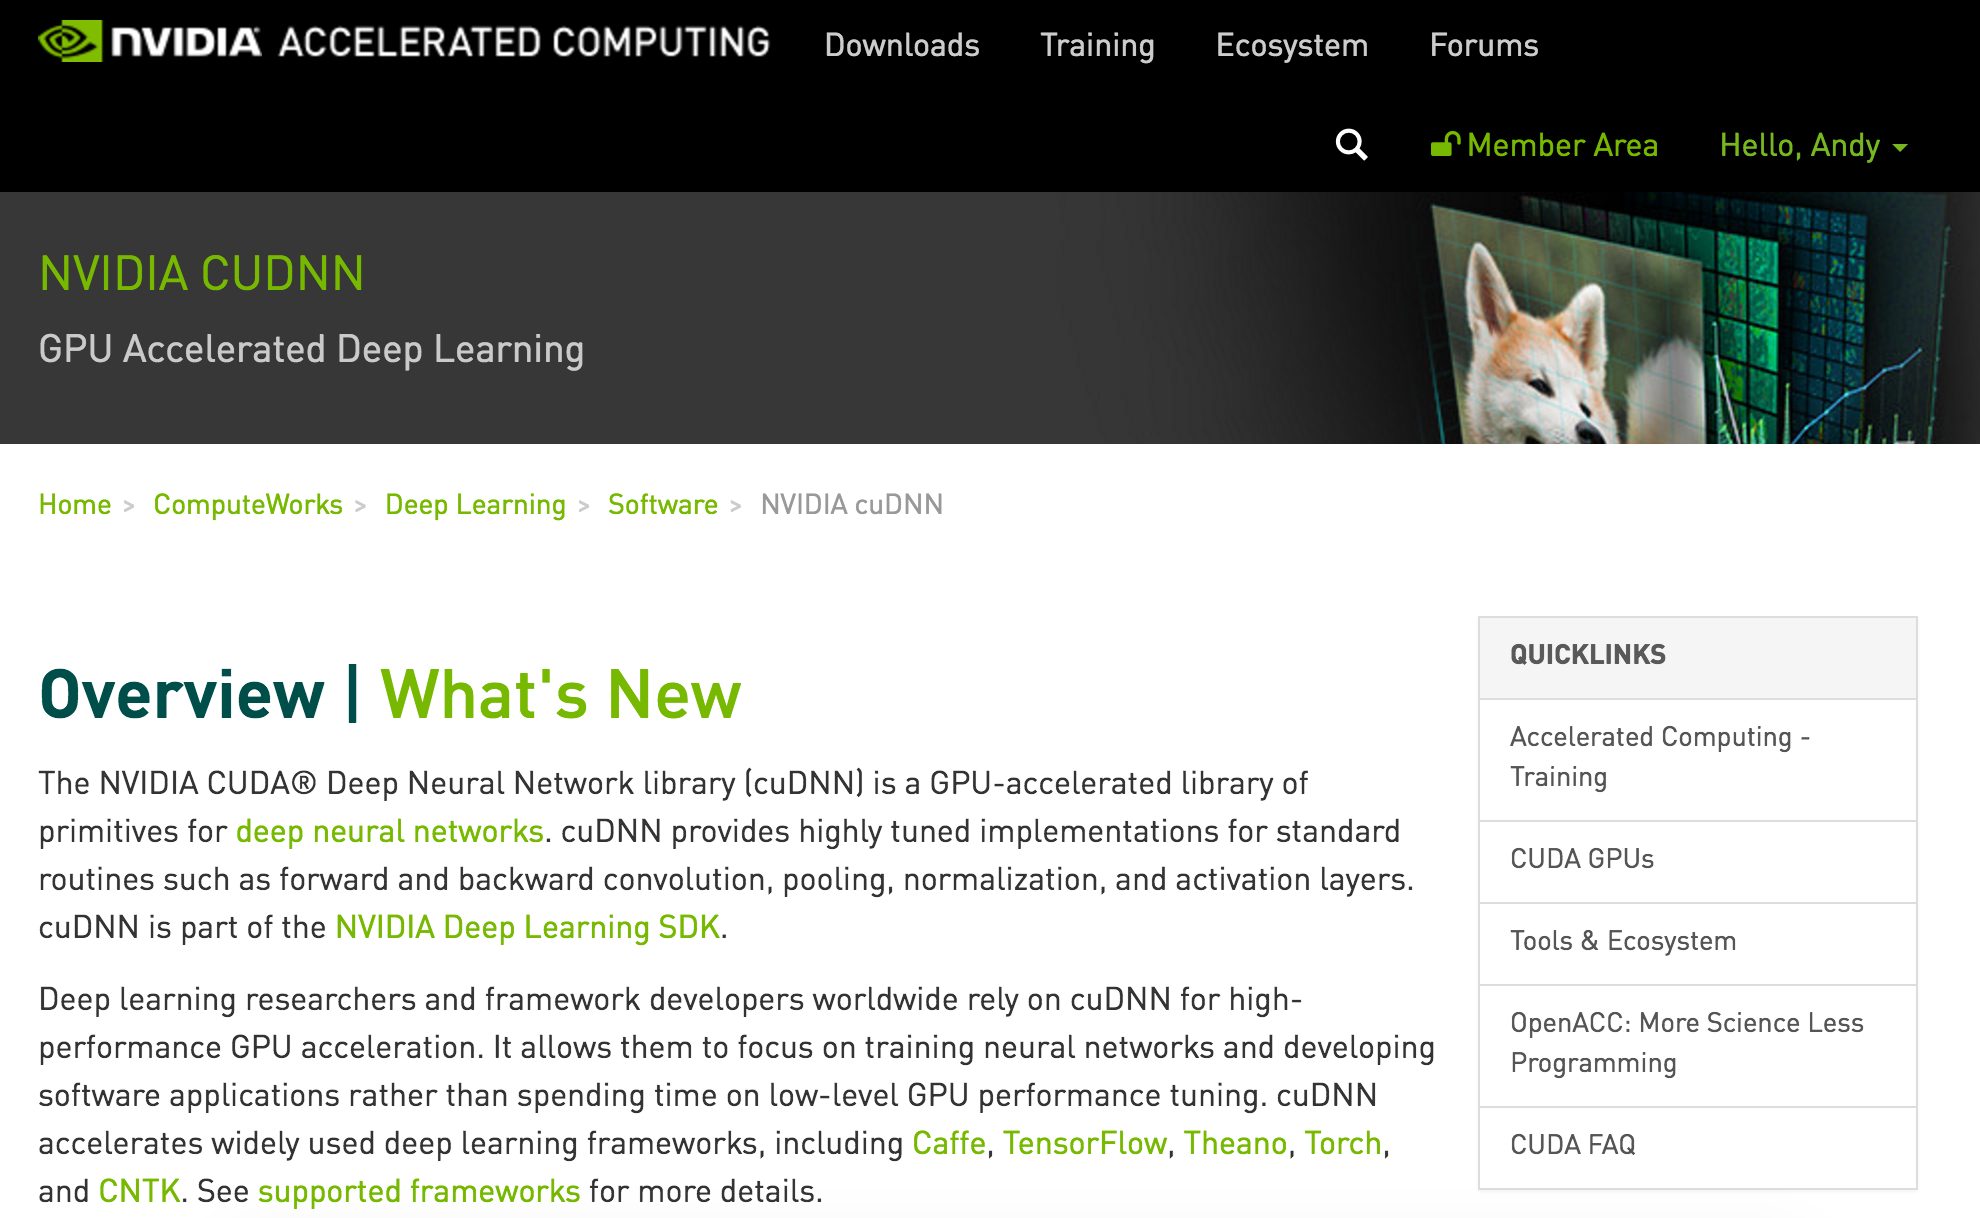 NVIDIA ACCELERATED COMPUTING
Downloads
Training
Ecosystem
Forums
Member Area
Hello, Andy
NVIDIA CUDNN
GPU Accelerated Deep Learning
Home > ComputeWorks > Deep Learning > Software > NVIDIA cuDNN
Overview | What's New
The NVIDIA CUDA® Deep Neural Network library (cuDNN) is a GPU-accelerated library of
primitives for deep neural networks. cuDNN provides highly tuned implementations for standard
routines such as forward and backward convolution, pooling, normalization, and activation layers.
cuDNN is part of the NVIDIA Deep Learning SDK.
Deep learning researchers and framework developers worldwide rely on cuDNN for high-
performance GPU acceleration. It allows them to focus on training neural networks and developing
software applications rather than spending time on low-level GPU performance tuning. cuDNN
accelerates widely used deep learning frameworks, including Caffe, TensorFlow, Theano, Torch,
and CNTK. See supported frameworks for more details.
QUICKLINKS
Accelerated Computing -
Training
CUDA GPUs
Tools & Ecosystem
OpenACC: More Science Less
Programming
CUDA FAQ